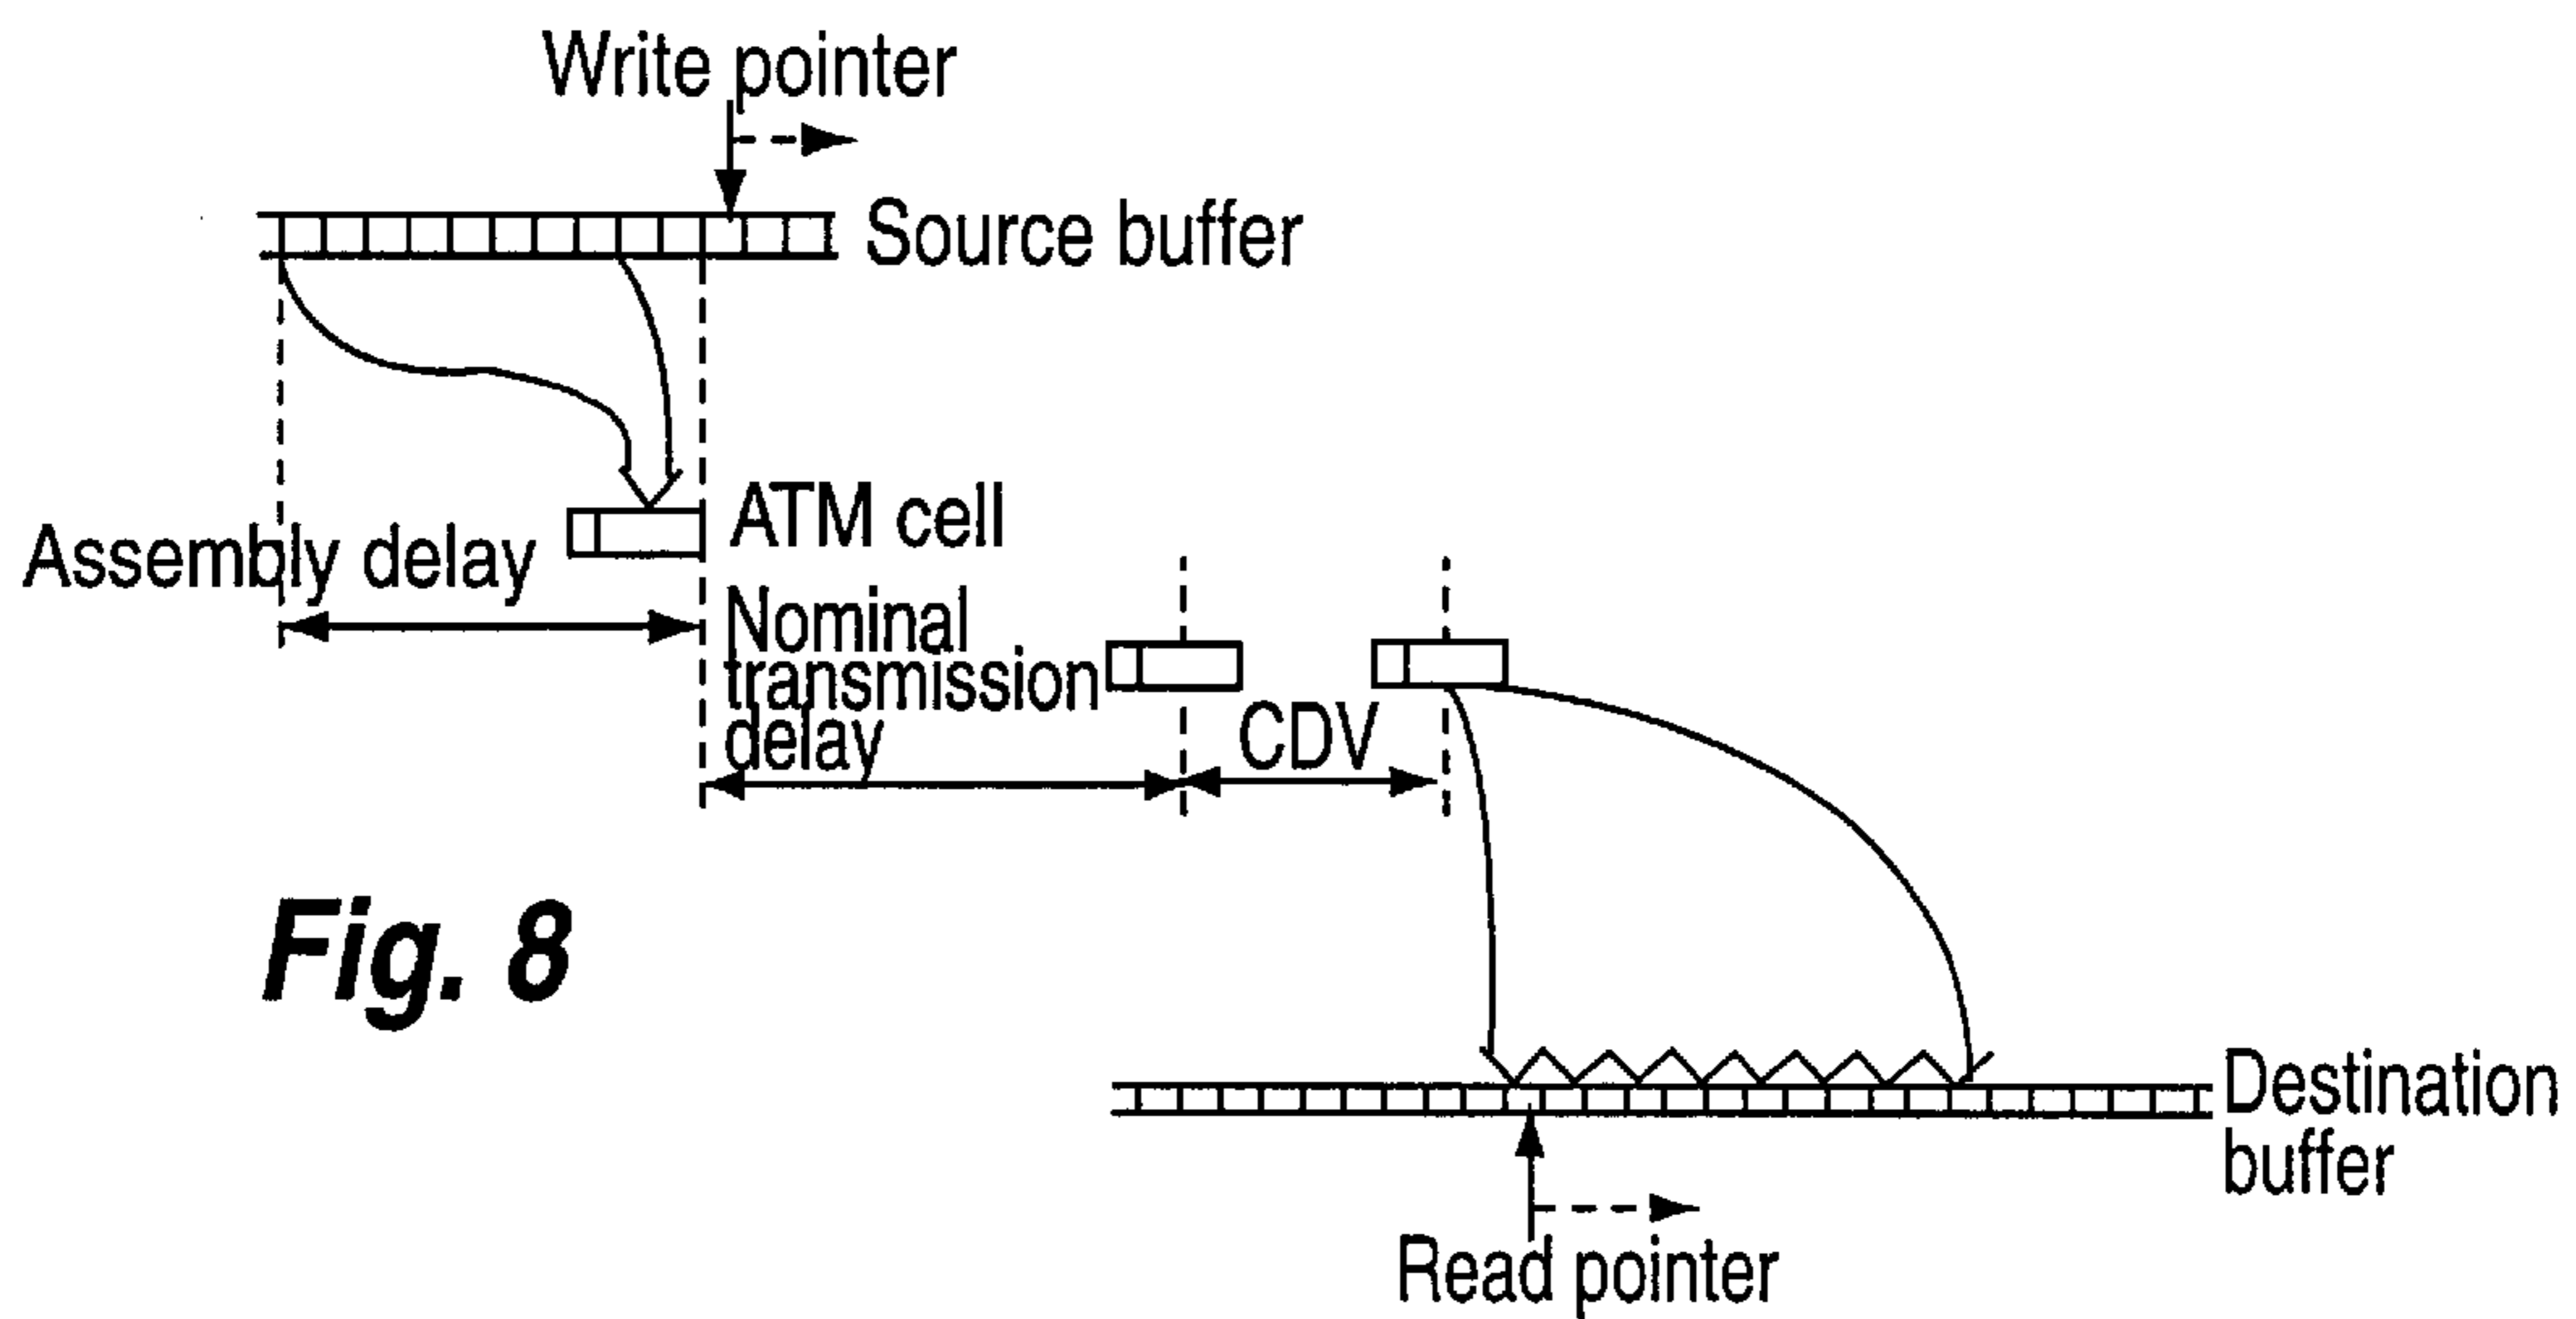 Write pointer
Source buffer
ATM cell
Assembly delay
Nominal
transmission
delay
CDV
Fig. 8
Destination
buffer
Read pointer